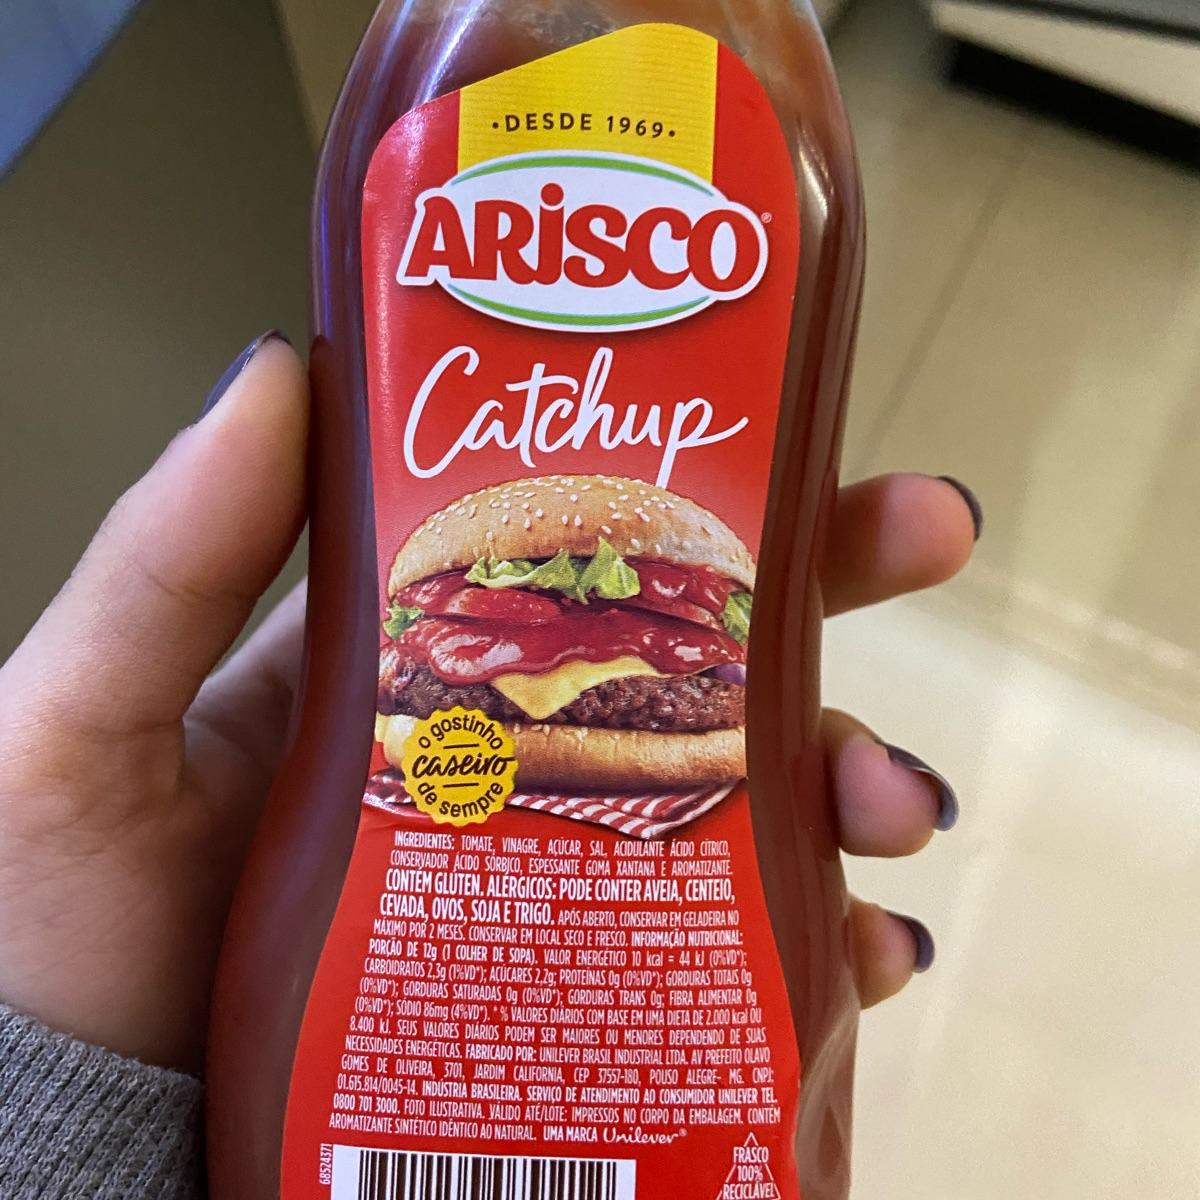 •DESDE 1969•
ARiSCO®
Catchup
o gostinho
caseiro
de sempre
INGREDIENTES: TOMATE, VINAGRE, AÇÚCAR, SAL, ACIDULANTE ÁCIDO CÍTRICO,
CONSERVADOR ÁCIDO SÓRBICO, ESPESSANTE GOMA XANTANA E AROMATIZANTE.
CONTÉM GLÚTEN. ALÉRGICOS: PODE CONTER AVEIA, CENTEIO,
CEVADA, OVOS, SOJA E TRIGO. APÓS ABERTO, CONSERVAR EM GELADEIRA NO
MÁXIMO POR 2 MESES. CONSERVAR EM LOCAL SECO E FRESCO. INFORMAÇÃO NUTRICIONAL:
PORÇÃO DE 12g (1 COLHER DE SOPA). VALOR ENERGÉTICO 10 kcal = 44 kJ (0%VD*);
CARBOIDRATOS 2,3g (1%VD*); AÇÚCARES 2,2g; PROTEÍNAS 0g (0%VD*); GORDURAS TOTAIS 0g
(0%VD*); GORDURAS SATURADAS 0g (0%VD*); GORDURAS TRANS 0g; FIBRA ALIMENTAR 0g
(0%VD*); SÓDIO 86mg (4%VD*). * % VALORES DIÁRIOS COM BASE EM UMA DIETA DE 2.000 kcal OU
8.400 kJ. SEUS VALORES DIÁRIOS PODEM SER MAIORES OU MENORES DEPENDENDO DE SUAS
NECESSIDADES ENERGÉTICAS. FABRICADO POR: UNILEVER BRASIL INDUSTRIAL LTDA. AV PREFEITO OLAVO
GOMES DE OLIVEIRA, 3701, JARDIM CALIFORNIA, CEP 37557-180, POUSO ALEGRE- MG. CNPJ:
01.615.814/0045-14. INDÚSTRIA BRASILEIRA. SERVIÇO DE ATENDIMENTO AO CONSUMIDOR UNILEVER TEL.
0800 701 3000. FOTO ILUSTRATIVA. VÁLIDO ATÉ/LOTE: IMPRESSOS NO CORPO DA EMBALAGEM. CONTÉM
AROMATIZANTE SINTÉTICO IDÊNTICO AO NATURAL. UMA MARCA Unilever®
68524371
FRASCO
100%
RECICLÁVEL